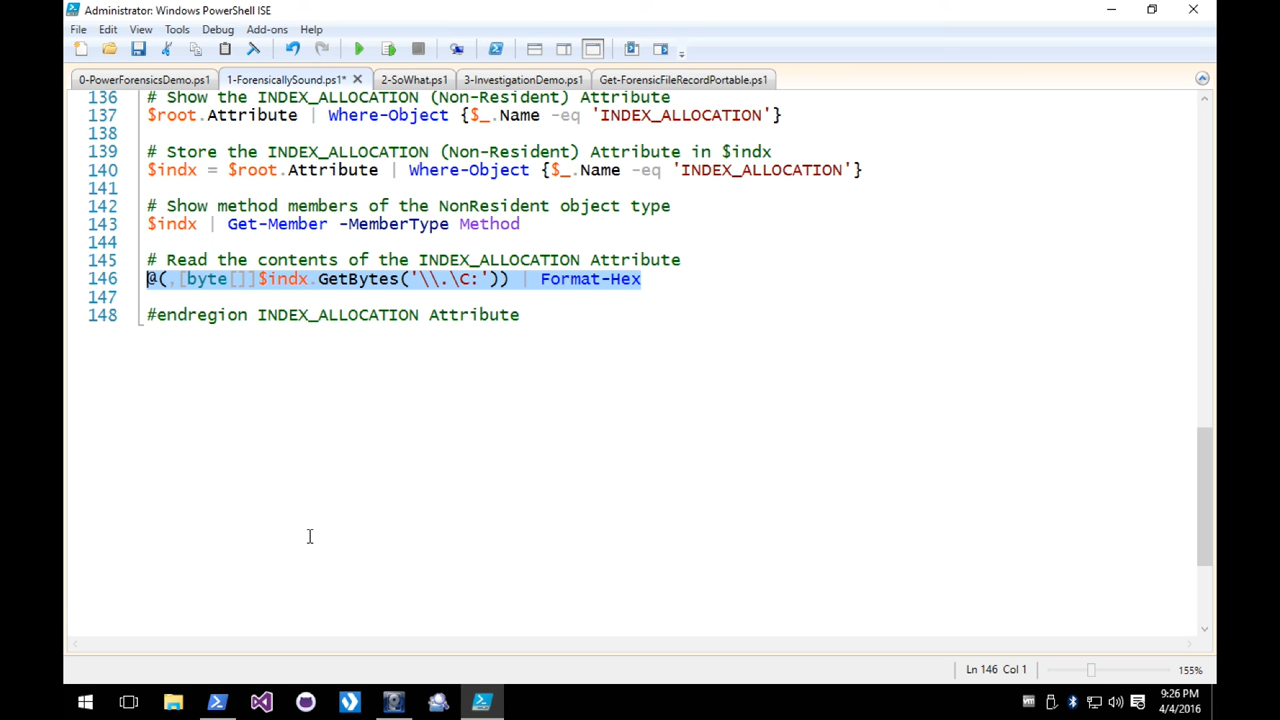 Administrator: Windows PowerShell ISE
File Edit View Tools Debug Add-ons Help
0-PowerForensicsDemo.ps1 1-ForensicallySound.ps1* 2-SoWhat.ps1 3-InvestigationDemo.ps1 Get-ForensicFileRecordPortable.ps1
136 # Show the INDEX_ALLOCATION (Non-Resident) Attribute
137 $root.Attribute | Where-Object {$_.Name -eq 'INDEX_ALLOCATION'}
138
139 # Store the INDEX_ALLOCATION (Non-Resident) Attribute in $indx
140 $indx = $root.Attribute | Where-Object {$_.Name -eq 'INDEX_ALLOCATION'}
141
142 # Show method members of the NonResident object type
143 $indx | Get-Member -MemberType Method
144
145 # Read the contents of the INDEX_ALLOCATION Attribute
146 @(,[byte[]]$indx.GetBytes('\\.\C:')) | Format-Hex
147
148 #endregion INDEX_ALLOCATION Attribute
Ln 146 Col 1 155%
vm
9:26 PM
4/4/2016